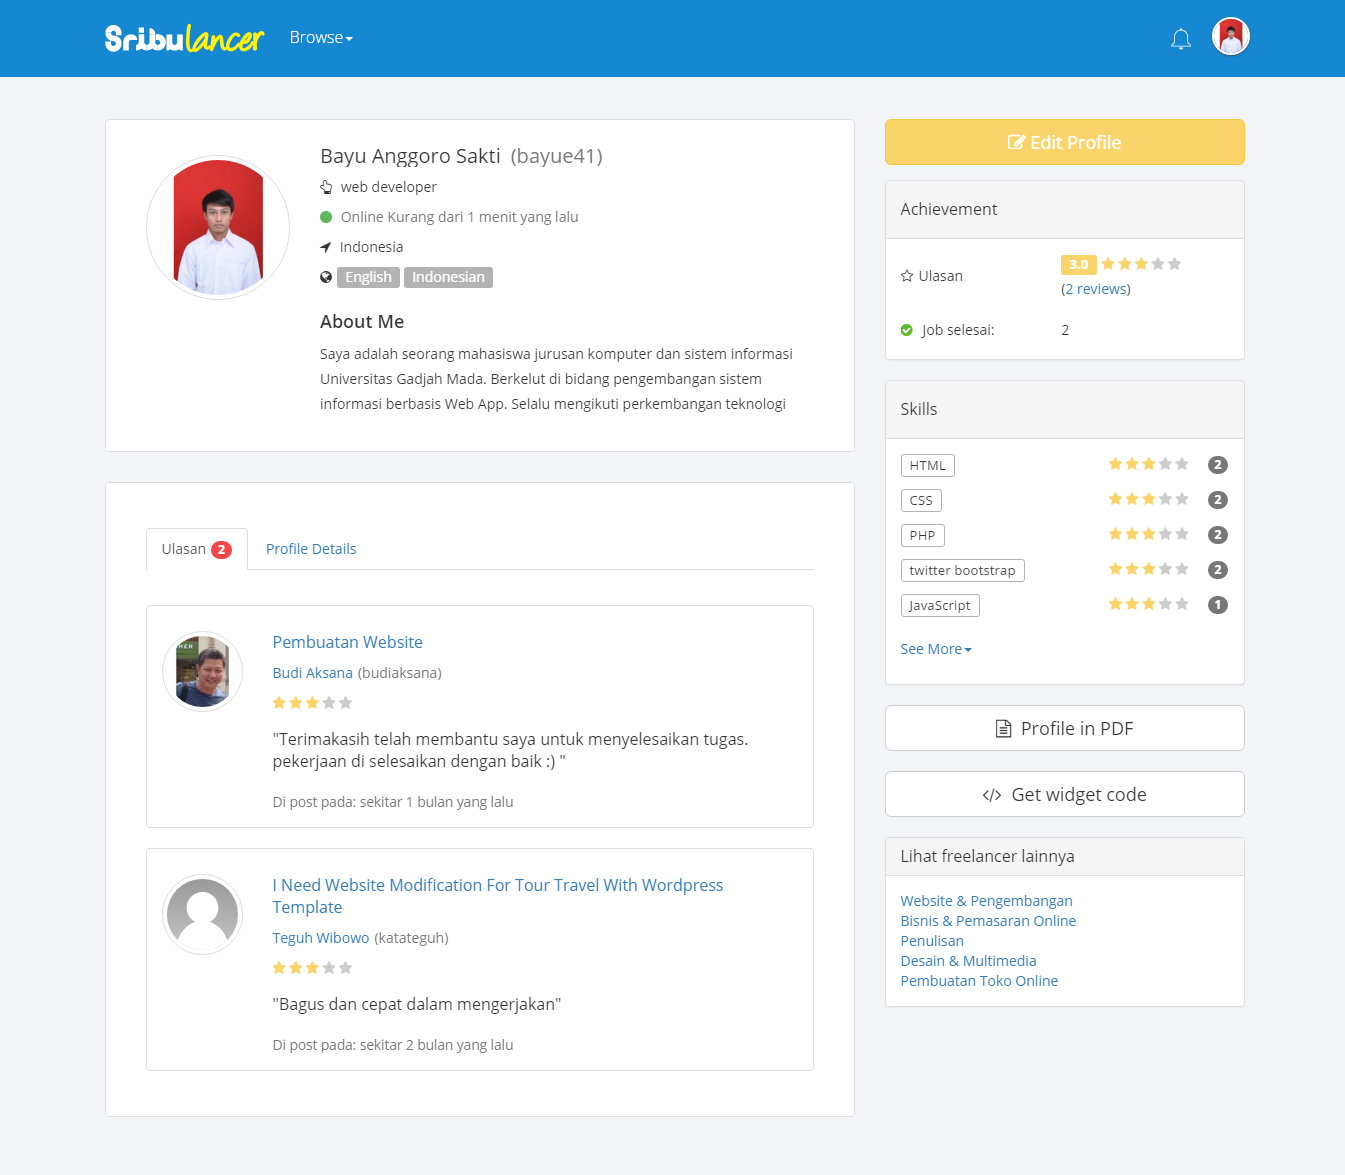 Sribulancer
Browse
Bayu Anggoro Sakti (bayue41)
web developer
Online Kurang dari 1 menit yang lalu
Indonesia
English Indonesian
About Me
Saya adalah seorang mahasiswa jurusan komputer dan sistem informasi
Universitas Gadjah Mada. Berkelut di bidang pengembangan sistem
informasi berbasis Web App. Selalu mengikuti perkembangan teknologi
Ulasan 2
Profile Details
Pembuatan Website
Budi Aksana (budiaksana)
"Terimakasih telah membantu saya untuk menyelesaikan tugas.
pekerjaan di selesaikan dengan baik :) "
Di post pada: sekitar 1 bulan yang lalu
I Need Website Modification For Tour Travel With Wordpress
Template
Teguh Wibowo (katateguh)
"Bagus dan cepat dalam mengerjakan"
Di post pada: sekitar 2 bulan yang lalu
Edit Profile
Achievement
Ulasan
3.0
(2 reviews)
Job selesai: 2
Skills
HTML 2
CSS 2
PHP 2
twitter bootstrap 2
JavaScript 1
See More
Profile in PDF
</> Get widget code
Lihat freelancer lainnya
Website & Pengembangan
Bisnis & Pemasaran Online
Penulisan
Desain & Multimedia
Pembuatan Toko Online